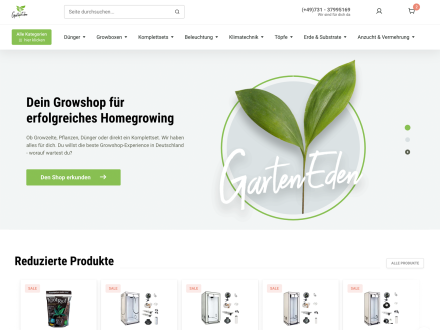 GartenEden
Seite durchsuchen...
(+49)731 - 37995169
Wir sind für dich da
Alle Kategorien
Hier klicken
Dünger
Growboxen
Komplettsets
Beleuchtung
Klimatechnik
Töpfe
Erde & Substrate
Anzucht & Vermehrung
Dein Growshop für
erfolgreiches Homegrowing
Ob Growzelte, Pflanzen, Dünger oder direkt ein Komplettset. Wir haben
alles für dich. Du willst die beste Growshop-Experience in Deutschland
- worauf wartest du?
Den Shop erkunden
GartenEden
Reduzierte Produkte
ALLE PRODUKTE
SALE
SALE
SALE
SALE
SALE